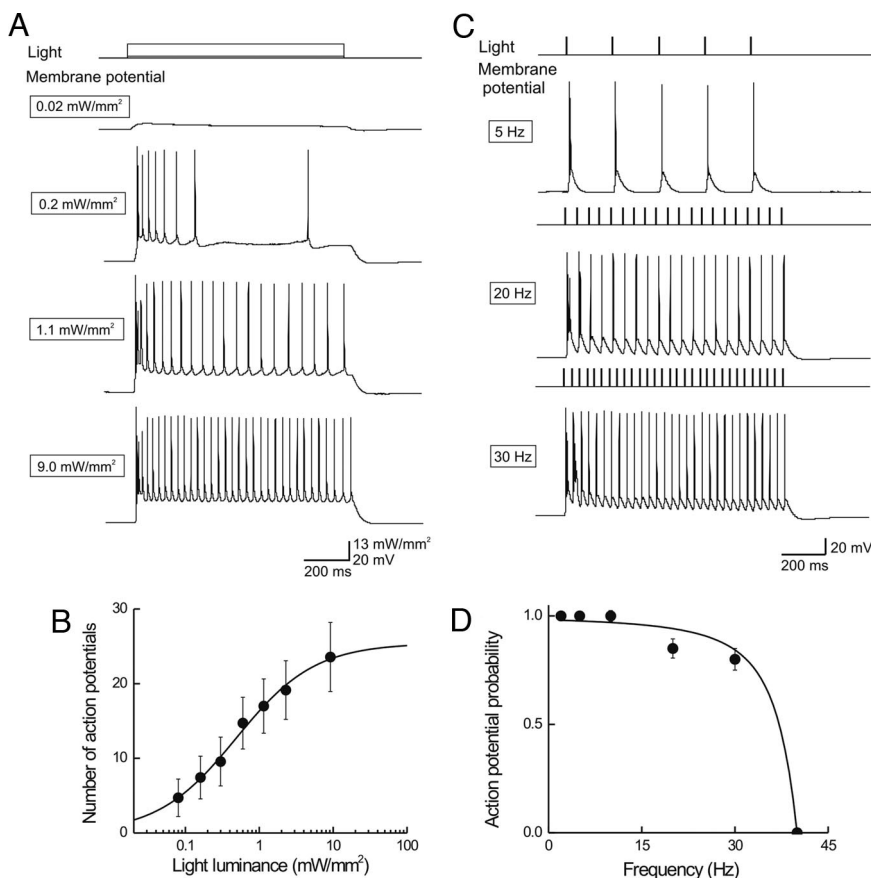 A
Light
Membrane potential
0.02 mW/mm²
0.2 mW/mm²
1.1 mW/mm²
9.0 mW/mm²
13 mW/mm²
20 mV
200 ms
C
Light
Membrane
potential
5 Hz
20 Hz
30 Hz
20 mV
200 ms
B
Number of action potentials
30
20
10
0
0.1
1
10
100
Light luminance (mW/mm²)
D
Action potential probability
1.0
0.5
0.0
0
15
30
45
Frequency (Hz)